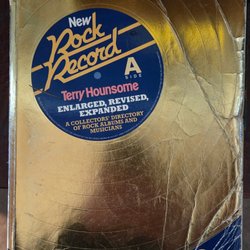 New
Rock
Record
A
SIDE
Terry Hounsome
ENLARGED, REVISED,
EXPANDED
A COLLECTORS' DIRECTORY
OF ROCK ALBUMS AND
MUSICIANS